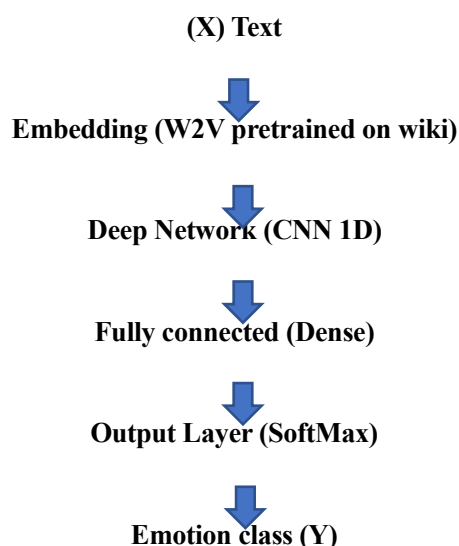 (X) Text
Embedding (W2V pretrained on wiki)
Deep Network (CNN 1D)
Fully connected (Dense)
Output Layer (SoftMax)
Emotion class (Y)